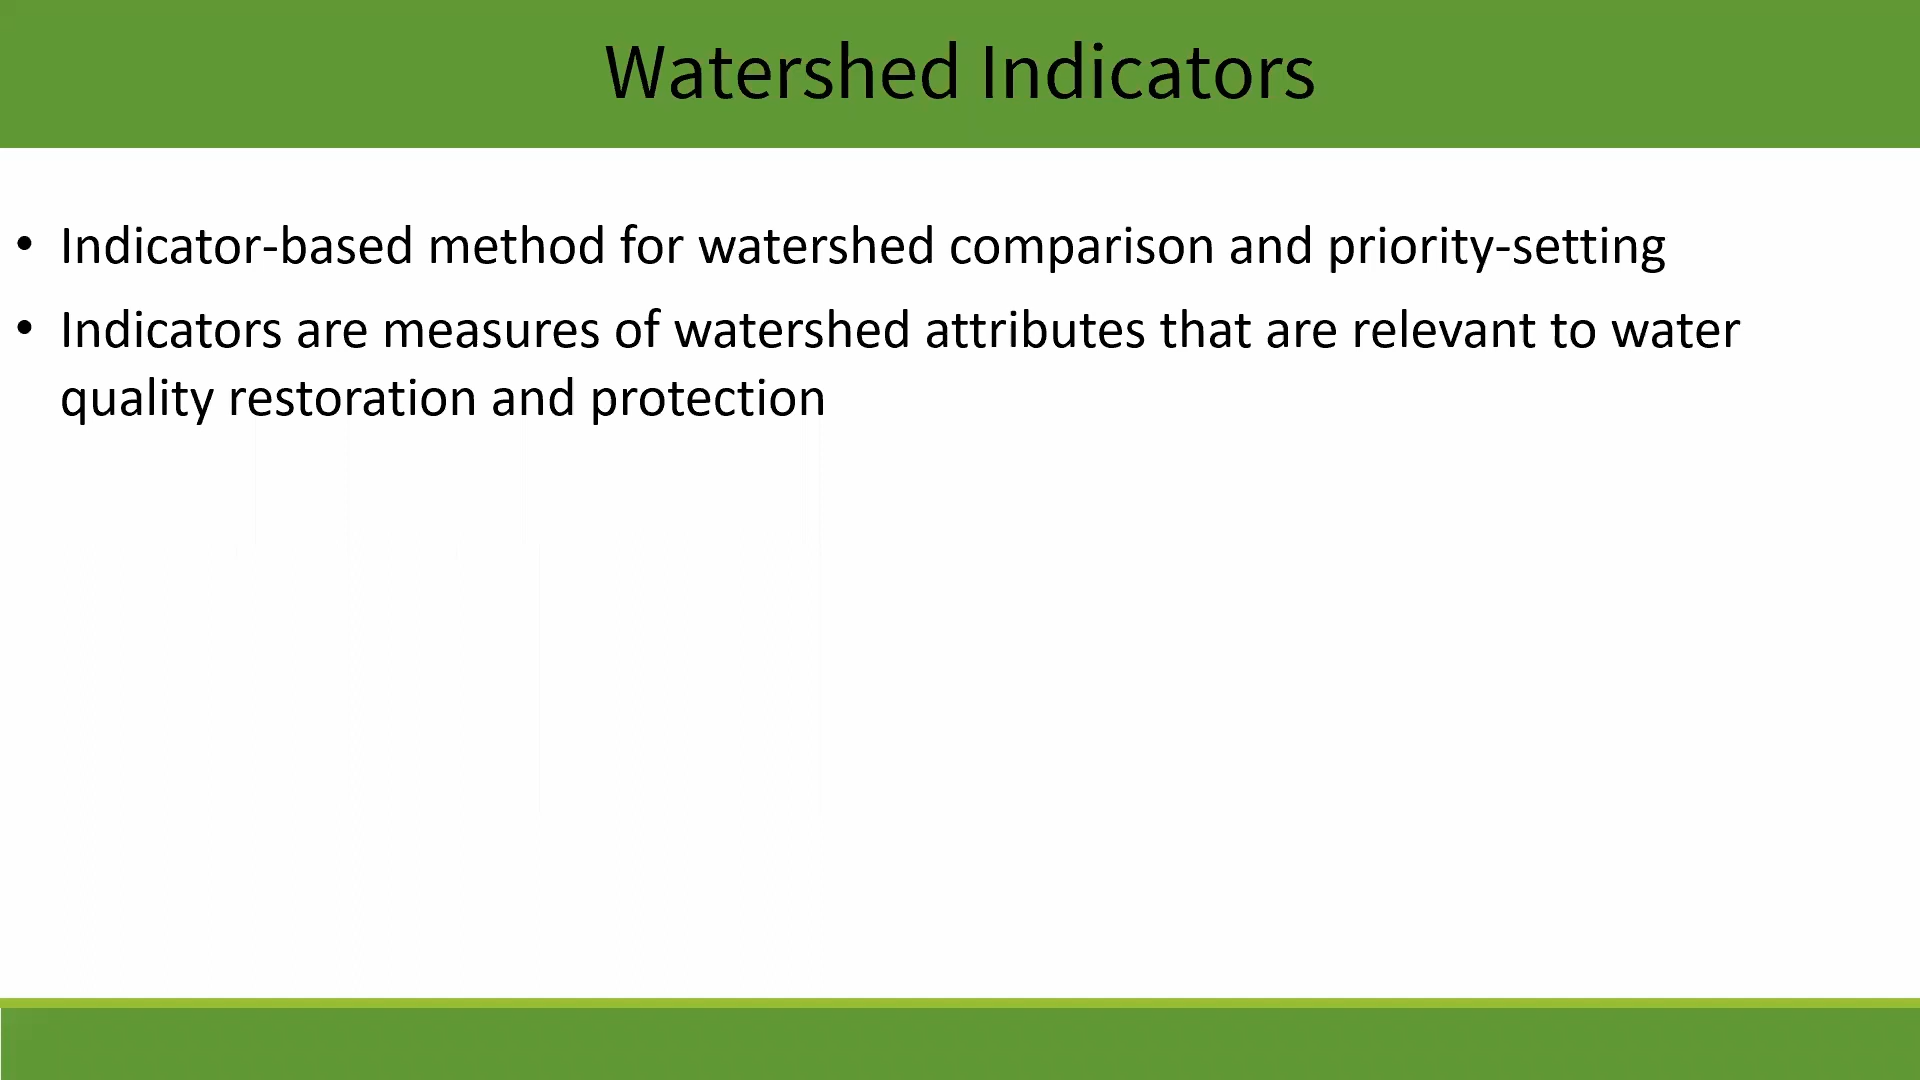 Watershed Indicators
• Indicator-based method for watershed comparison and priority-setting
• Indicators are measures of watershed attributes that are relevant to water
quality restoration and protection